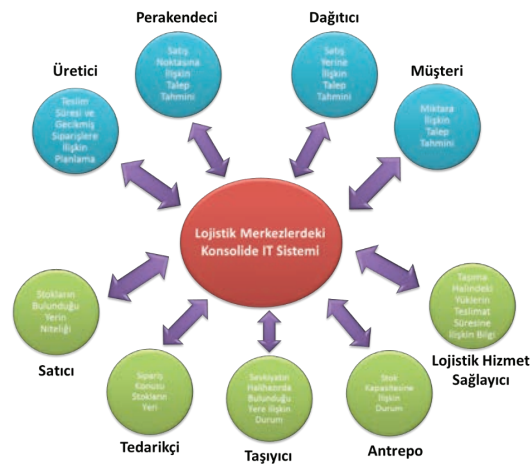 Perakendeci
Satış
Noktasına
İlişkin
Talep
Tahmini
Dağıtıcı
Satış
Yerine
İlişkin
Talep
Tahmini
Üretici
Teslim
Süresi ve
Gecikmiş
Siparişlere
İlişkin
Planlama
Müşteri
Miktara
İlişkin
Talep
Tahmini
Lojistik Merkezlerdeki
Konsolide IT Sistemi
Stokların
Bulunduğu
Yerin
Niteliği
Satıcı
Sipariş
Konusu
Stokların
Yeri
Tedarikçi
Sevkiyatın
Halihazırda
Bulunduğu
Yere İlişkin
Durum
Taşıyıcı
Stok
Kapasitesine
İlişkin
Durum
Antrepo
Taşıma
Halindeki
Yüklerin
Teslimat
Süresine
İlişkin Bilgi
Lojistik Hizmet
Sağlayıcı